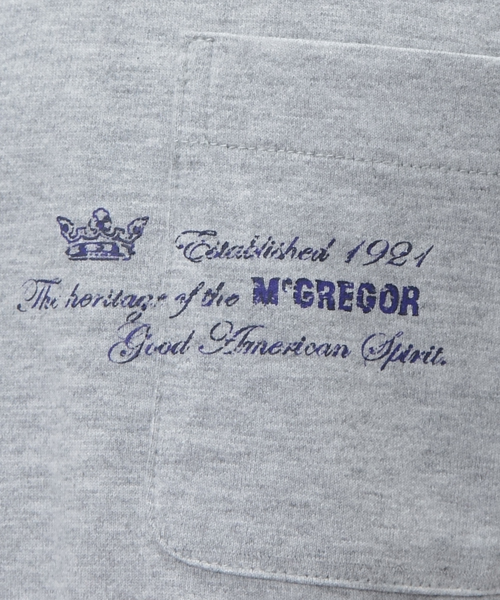 Established 1921
The heritage of the McGREGOR
Good American Spirit.